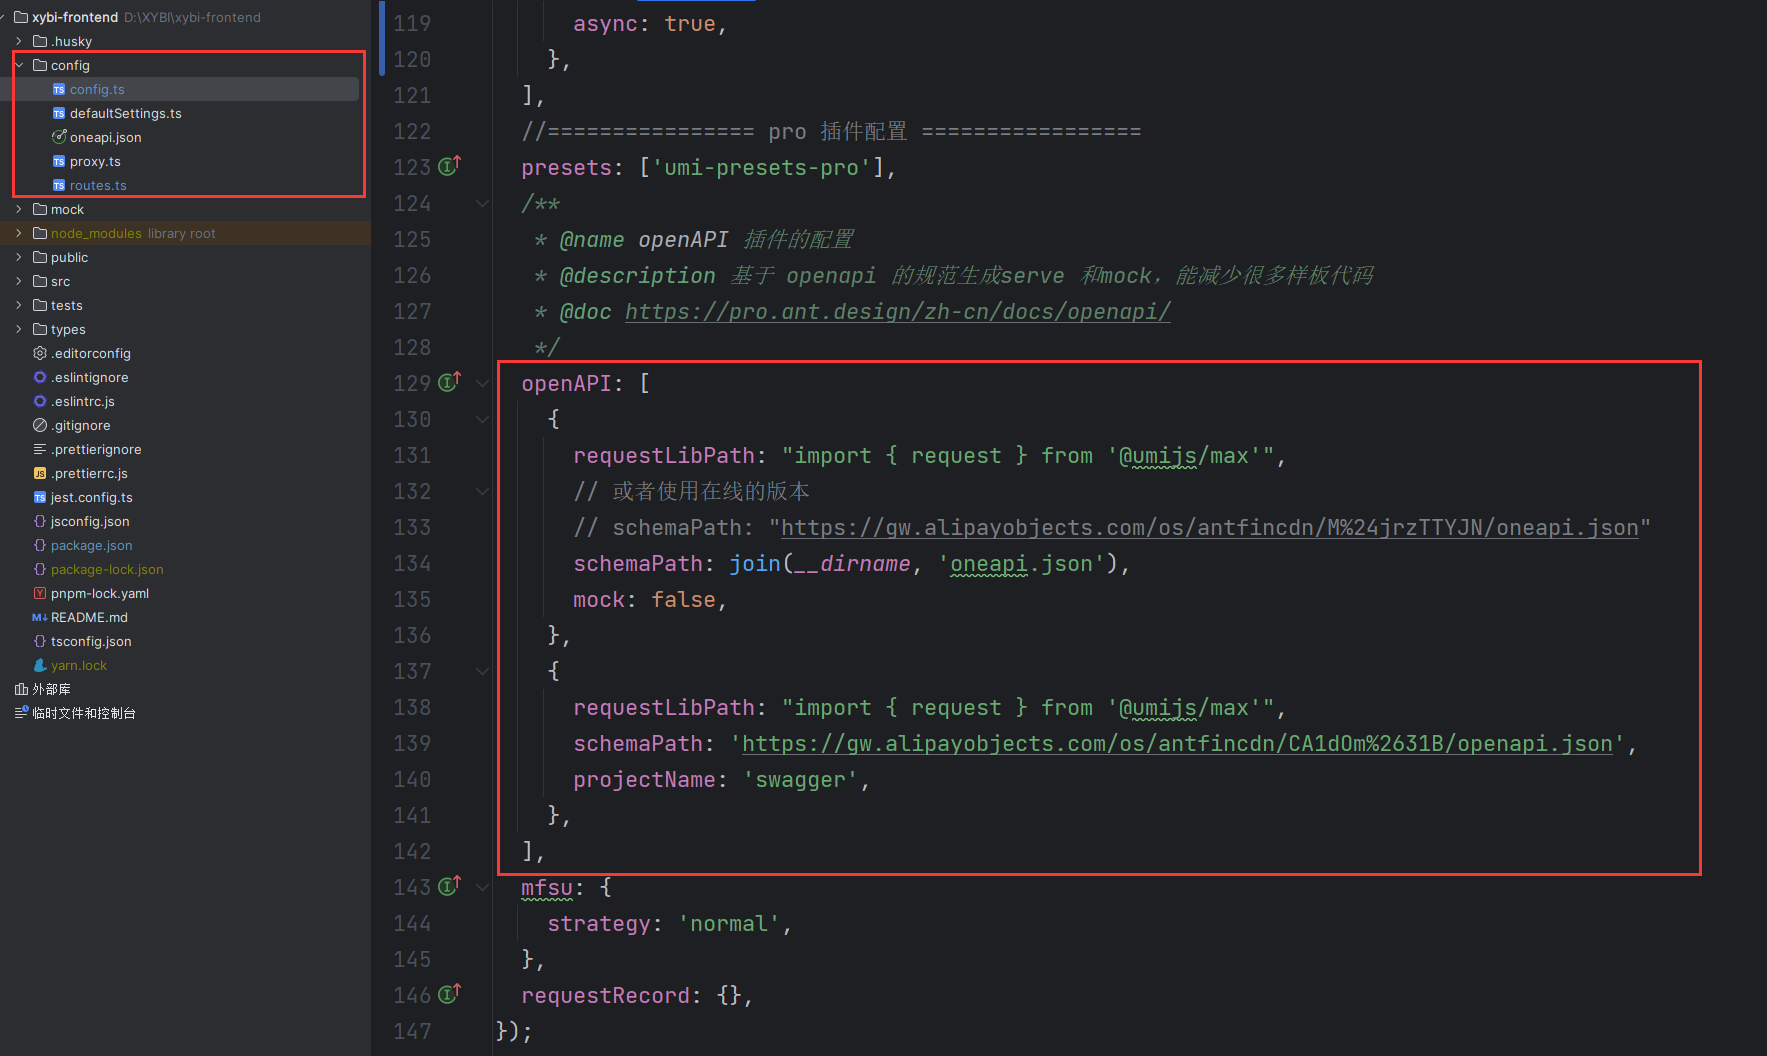 xybi-frontend D:\XYBI\xybi-frontend
.husky
config
config.ts
defaultSettings.ts
oneapi.json
proxy.ts
routes.ts
mock
node_modules library root
public
src
tests
types
.editorconfig
.eslintignore
.eslintrc.js
.gitignore
.prettierignore
.prettierrc.js
jest.config.ts
jsconfig.json
package.json
package-lock.json
pnpm-lock.yaml
README.md
tsconfig.json
yarn.lock
外部库
临时文件和控制台
119 async: true,
120 },
121 ],
122 //================ pro 插件配置 =================
123 presets: ['umi-presets-pro'],
124 /**
125 * @name openAPI 插件的配置
126 * @description 基于 openapi 的规范生成serve 和mock，能减少很多样板代码
127 * @doc https://pro.ant.design/zh-cn/docs/openapi/
128 */
129 openAPI: [
130 {
131 requestLibPath: "import { request } from '@umijs/max'",
132 // 或者使用在线的版本
133 // schemaPath: "https://gw.alipayobjects.com/os/antfincdn/M%24jrzTTYJN/oneapi.json"
134 schemaPath: join(__dirname, 'oneapi.json'),
135 mock: false,
136 },
137 {
138 requestLibPath: "import { request } from '@umijs/max'",
139 schemaPath: 'https://gw.alipayobjects.com/os/antfincdn/CA1dOm%2631B/openapi.json',
140 projectName: 'swagger',
141 },
142 ],
143 mfsu: {
144 strategy: 'normal',
145 },
146 requestRecord: {},
147 });